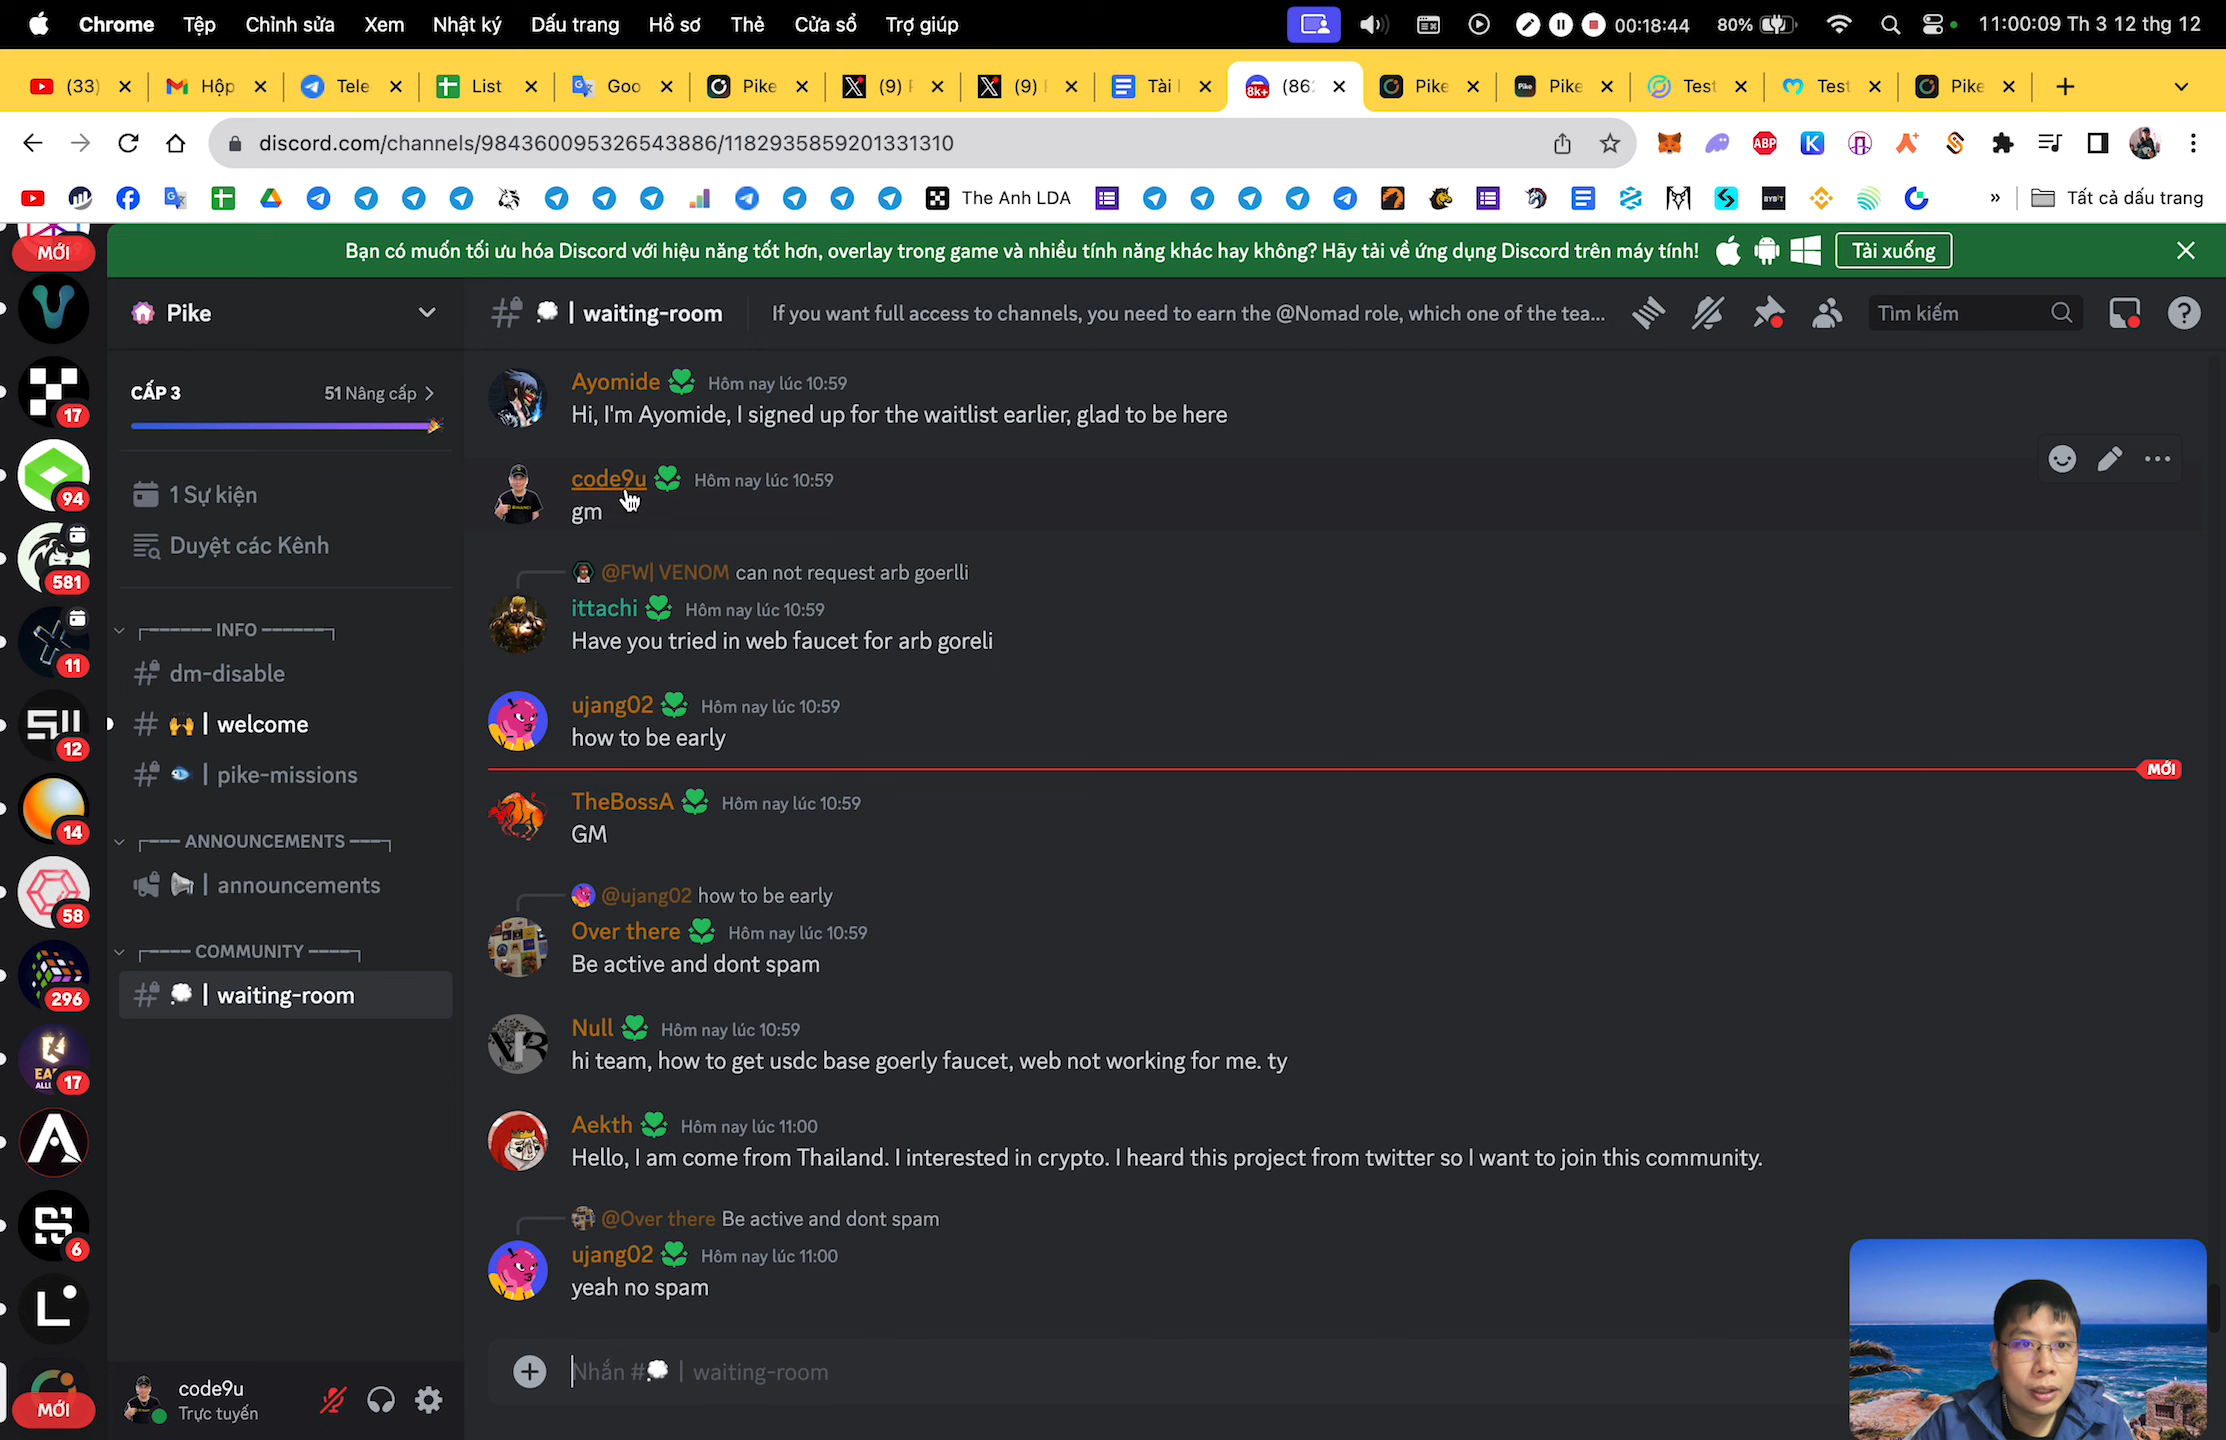 Chrome Tệp Chỉnh sửa Xem Nhật ký Dấu trang Hồ sơ Thẻ Cửa sổ Trợ giúp 00:18:44 80% 11:00:09 Th 3 12 thg 12
(33) Hộp Tele List Goo Pike (9) (9) Tài (86 Pike Pike Test Test Pike
discord.com/channels/984360095326543886/1182935859201331310
The Anh LDA Tất cả dấu trang
Bạn có muốn tối ưu hóa Discord với hiệu năng tốt hơn, overlay trong game và nhiều tính năng khác hay không? Hãy tải về ứng dụng Discord trên máy tính! Tải xuống
MỚI
Pike
# | waiting-room
If you want full access to channels, you need to earn the @Nomad role, which one of the tea...
Tìm kiếm
CẤP 3 51 Nâng cấp
1 Sự kiện
Duyệt các Kênh
INFO
dm-disable
# | welcome
# | pike-missions
ANNOUNCEMENTS
| announcements
COMMUNITY
# | waiting-room
17
94
581
11
12
14
58
296
17
6
MỚI
code9u
Trực tuyến
Ayomide Hôm nay lúc 10:59
Hi, I'm Ayomide, I signed up for the waitlist earlier, glad to be here
code9u Hôm nay lúc 10:59
gm
@FW| VENOM can not request arb goerlli
ittachi Hôm nay lúc 10:59
Have you tried in web faucet for arb goreli
ujang02 Hôm nay lúc 10:59
how to be early
MỚI
TheBossA Hôm nay lúc 10:59
GM
@ujang02 how to be early
Over there Hôm nay lúc 10:59
Be active and dont spam
Null Hôm nay lúc 10:59
hi team, how to get usdc base goerly faucet, web not working for me. ty
Aekth Hôm nay lúc 11:00
Hello, I am come from Thailand. I interested in crypto. I heard this project from twitter so I want to join this community.
@Over there Be active and dont spam
ujang02 Hôm nay lúc 11:00
yeah no spam
Nhắn # | waiting-room